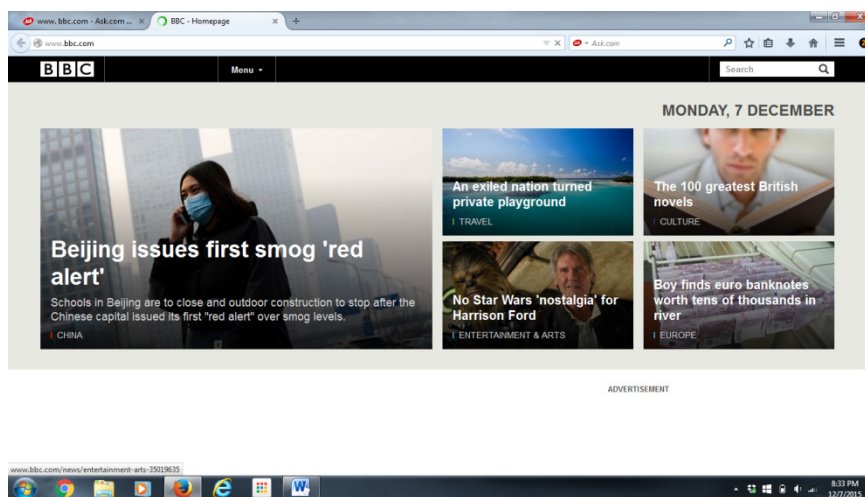 www. bbc.com - Ask.com ...
BBC - Homepage
www.bbc.com
Ask.com
BBC
Menu
Search
MONDAY, 7 DECEMBER
Beijing issues first smog 'red
alert'
Schools in Beijing are to close and outdoor construction to stop after the
Chinese capital issued its first "red alert" over smog levels.
CHINA
An exiled nation turned
private playground
TRAVEL
The 100 greatest British
novels
CULTURE
No Star Wars 'nostalgia' for
Harrison Ford
ENTERTAINMENT & ARTS
Boy finds euro banknotes
worth tens of thousands in
river
EUROPE
ADVERTISEMENT
www.bbc.com/news/entertainment-arts-35019635
8:33 PM
12/7/2015